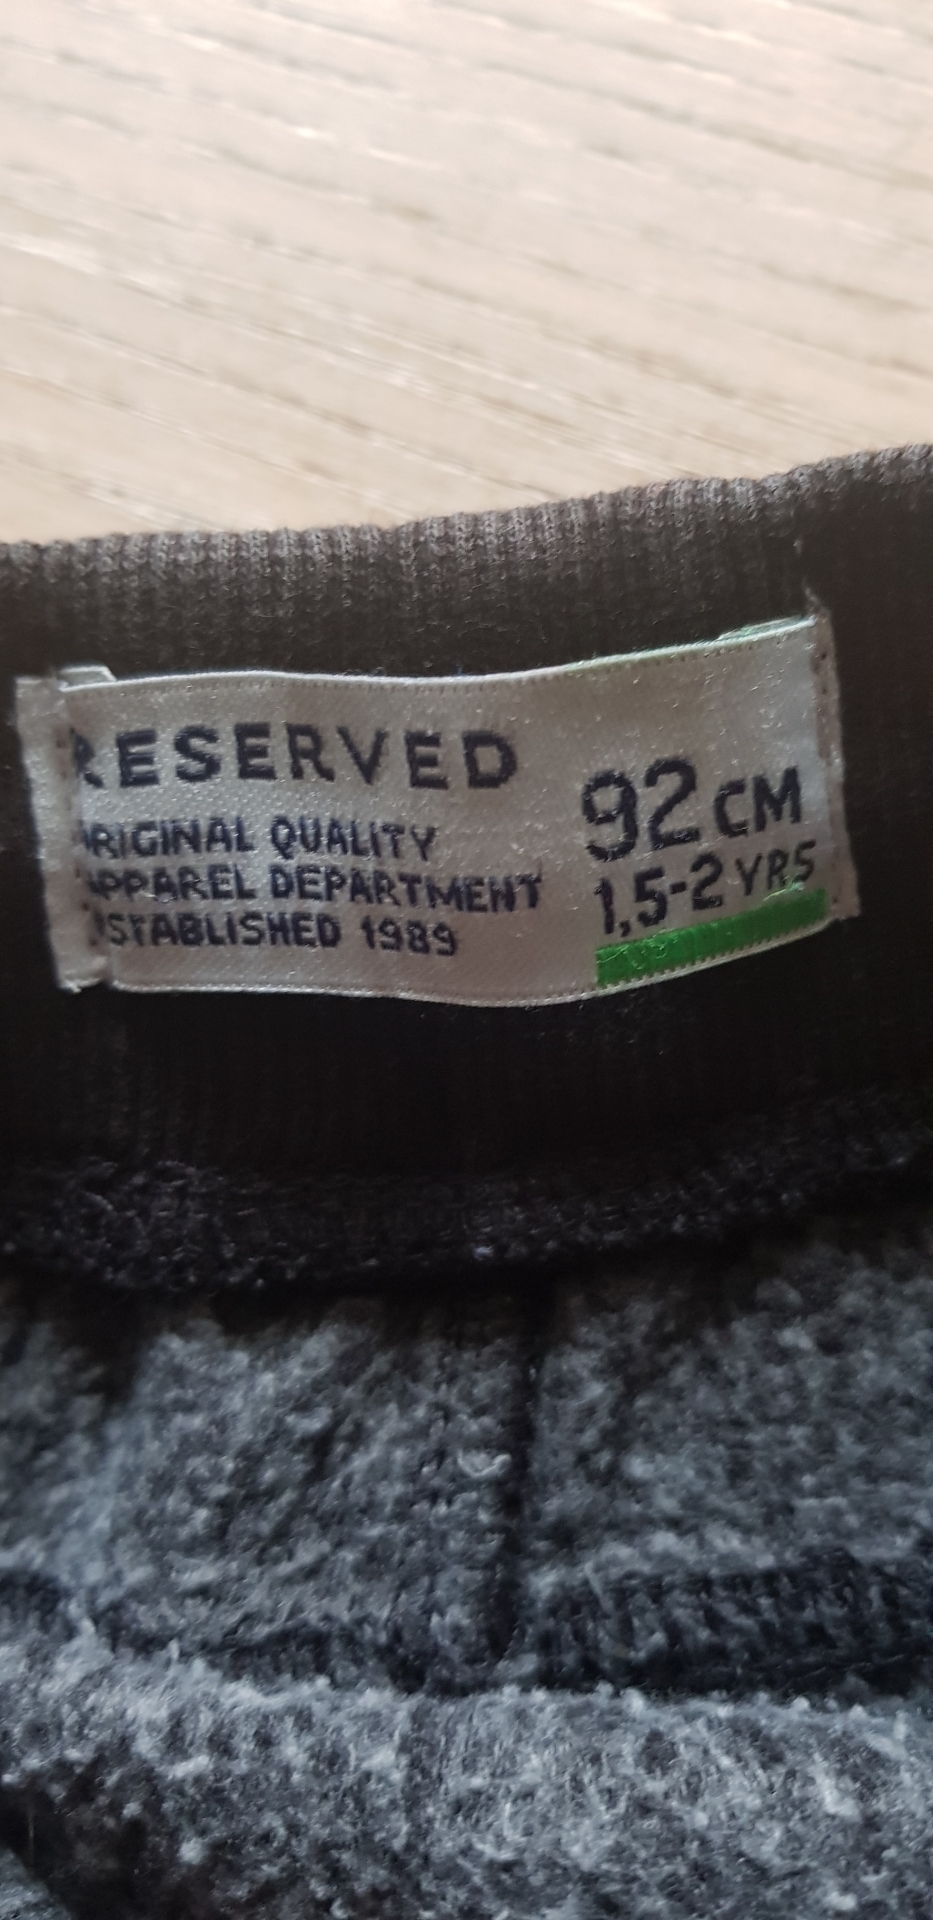 RESERVED
ORIGINAL QUALITY
APPAREL DEPARTMENT
ESTABLISHED 1989
92 CM
1,5-2 YRS